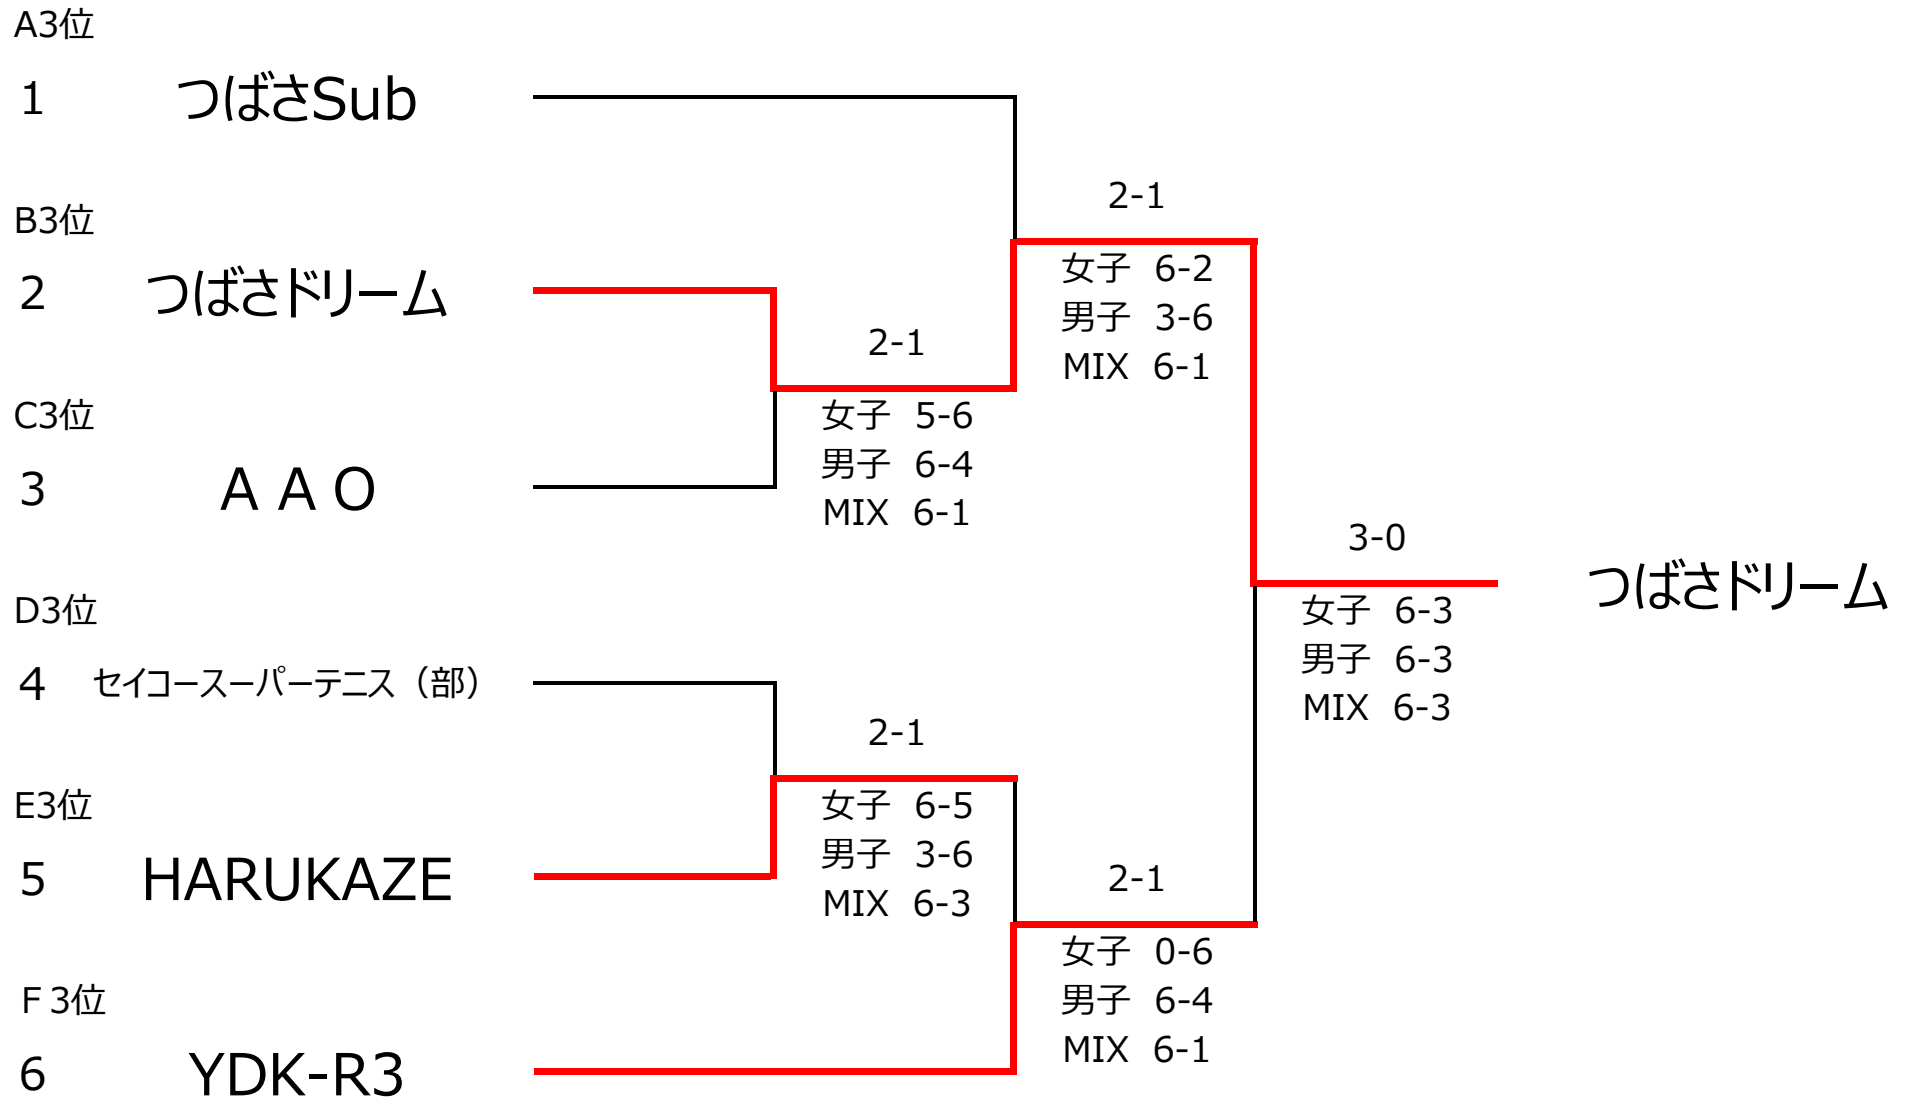 A3位
1 つばさSub
2-1
B3位
女子 6-2
2 つばさドリーム
男子 3-6
2-1
MIX 6-1
C3位
女子 5-6
男子 6-4
3 A A O
MIX 6-1
3-0
つばさドリーム
D3位
女子 6-3
男子 6-3
4 セイコースーパーテニス（部）
MIX 6-3
2-1
E3位
女子 6-5
男子 3-6
5 HARUKAZE
2-1
MIX 6-3
女子 0-6
F 3位
男子 6-4
MIX 6-1
6 YDK-R3